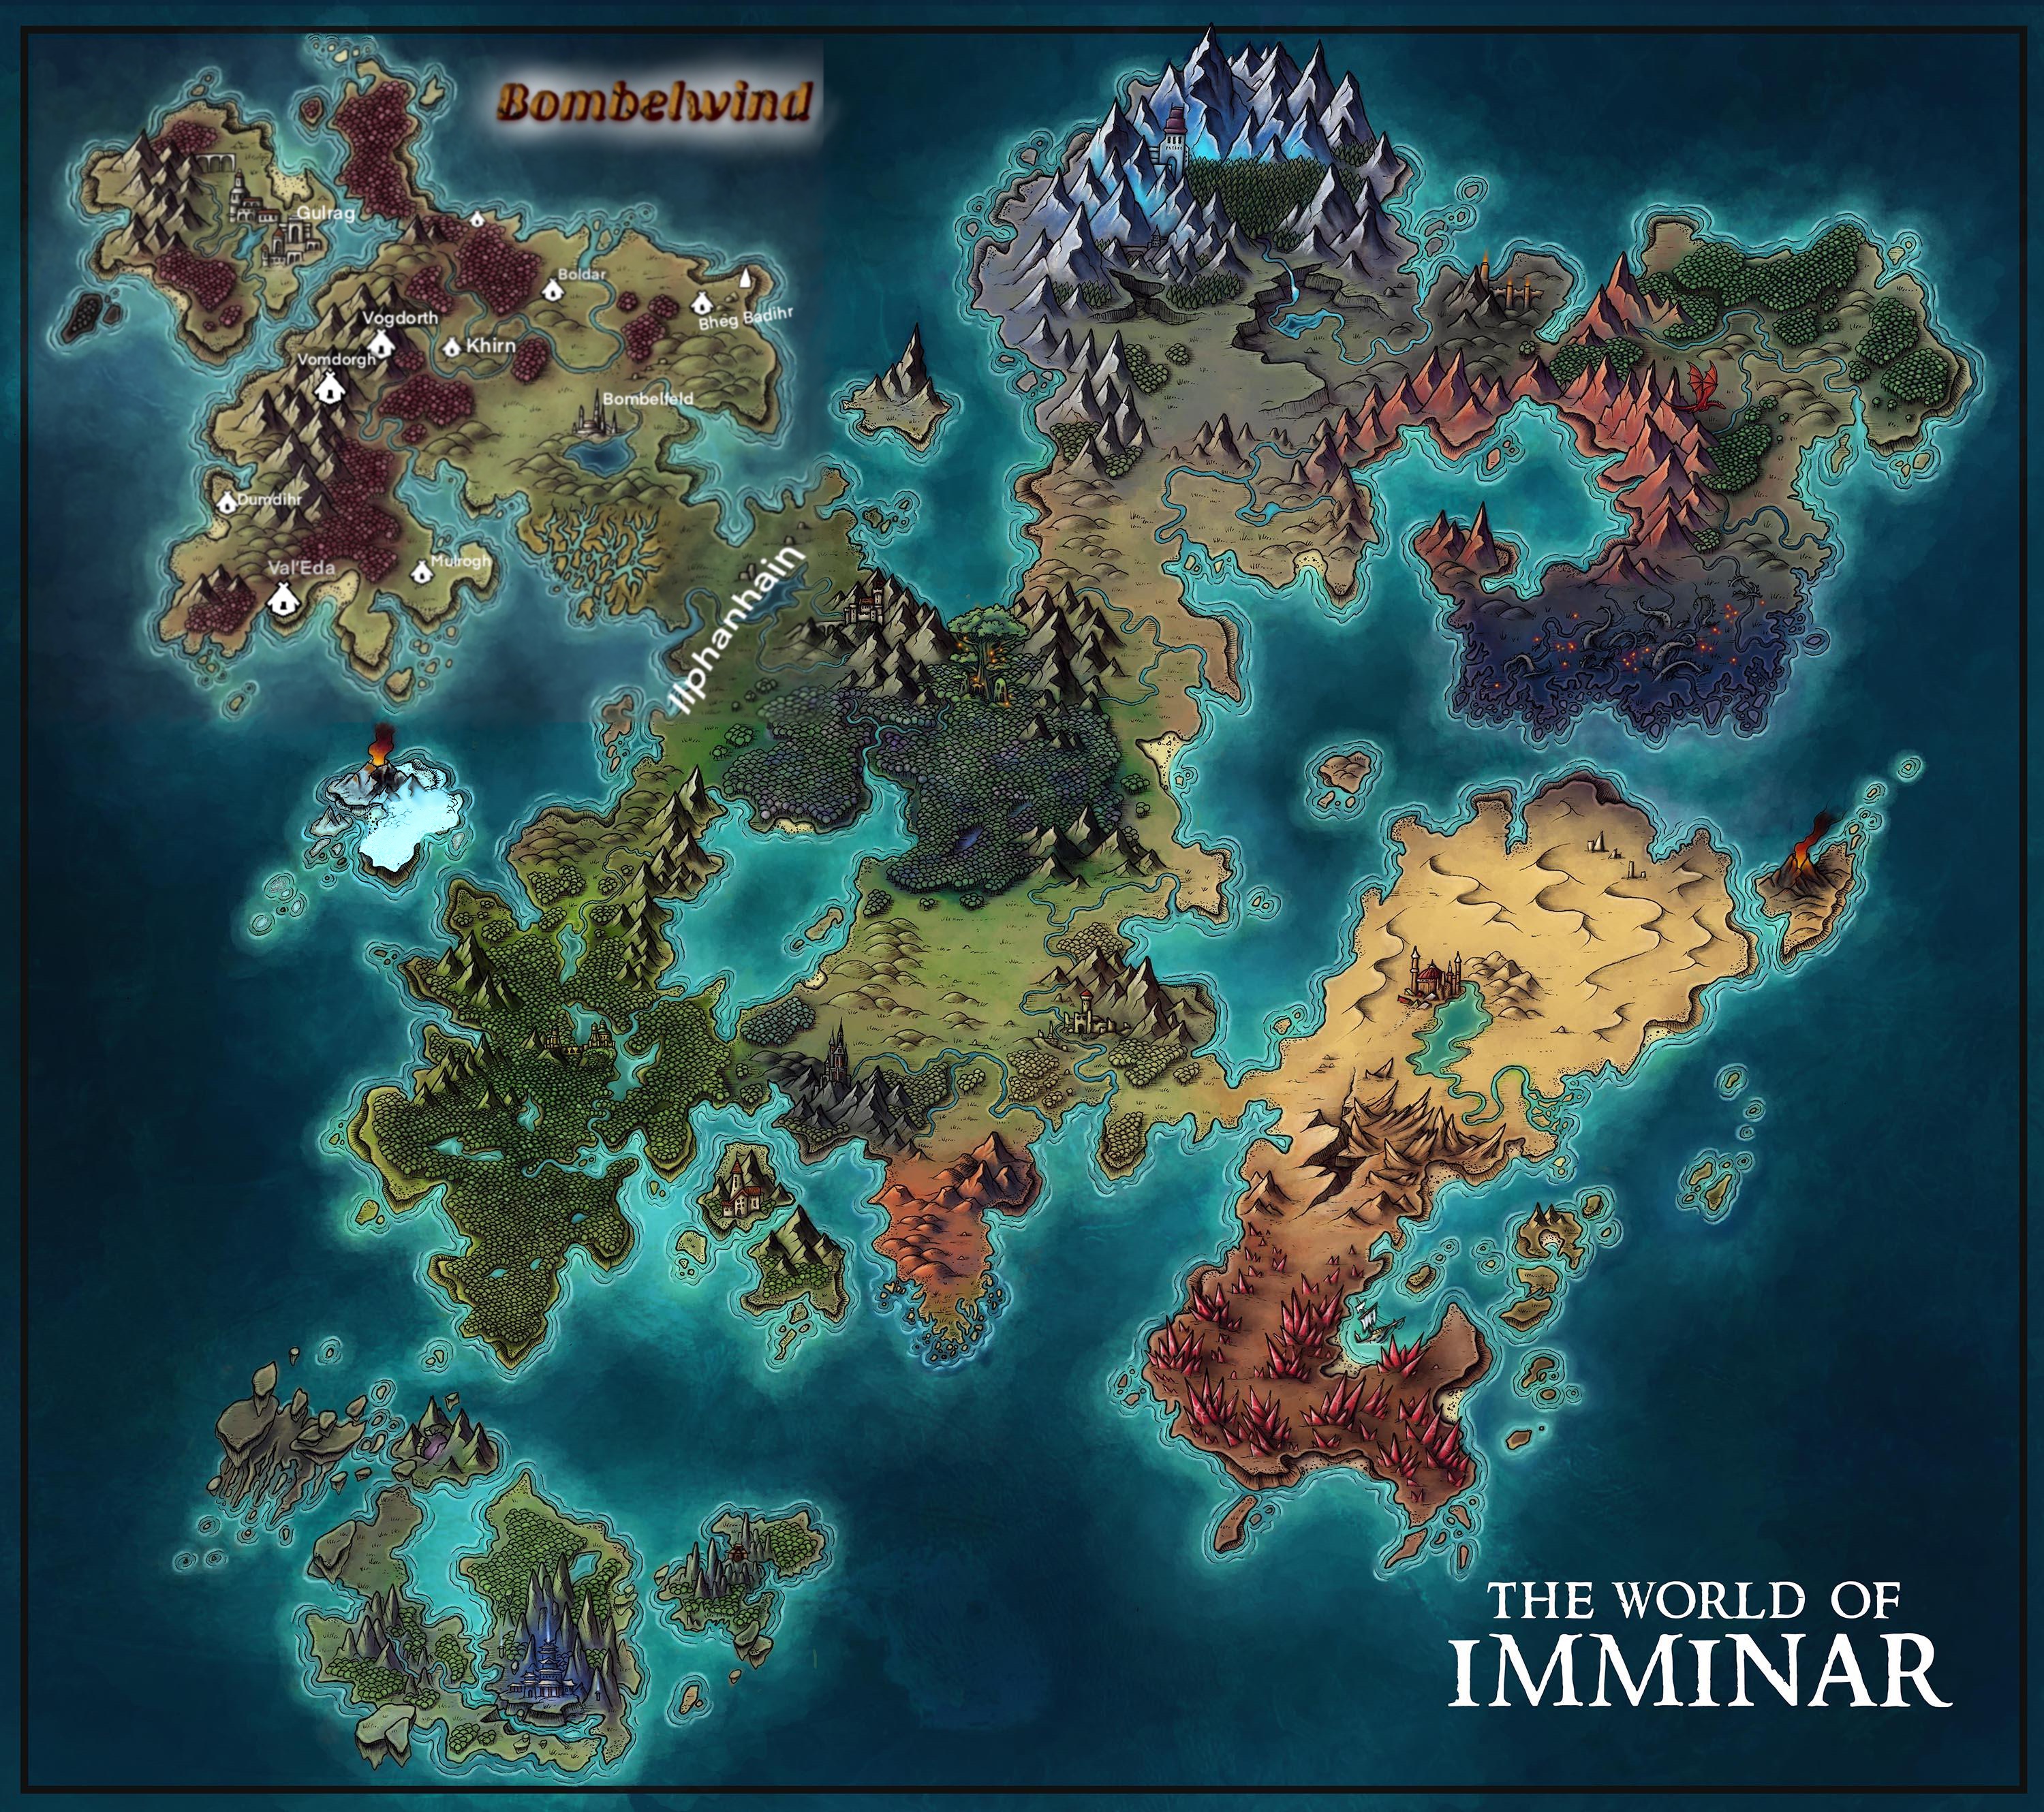 Bombelwind
Gulrag
Boldar
Bheg Badihr
Vogdorth
Khirn
Vomdorgh
Bombelfeld
Dumdihr
Mulrogh
Val'Eda
Ilphanhain
THE WORLD OF
IMMINAR